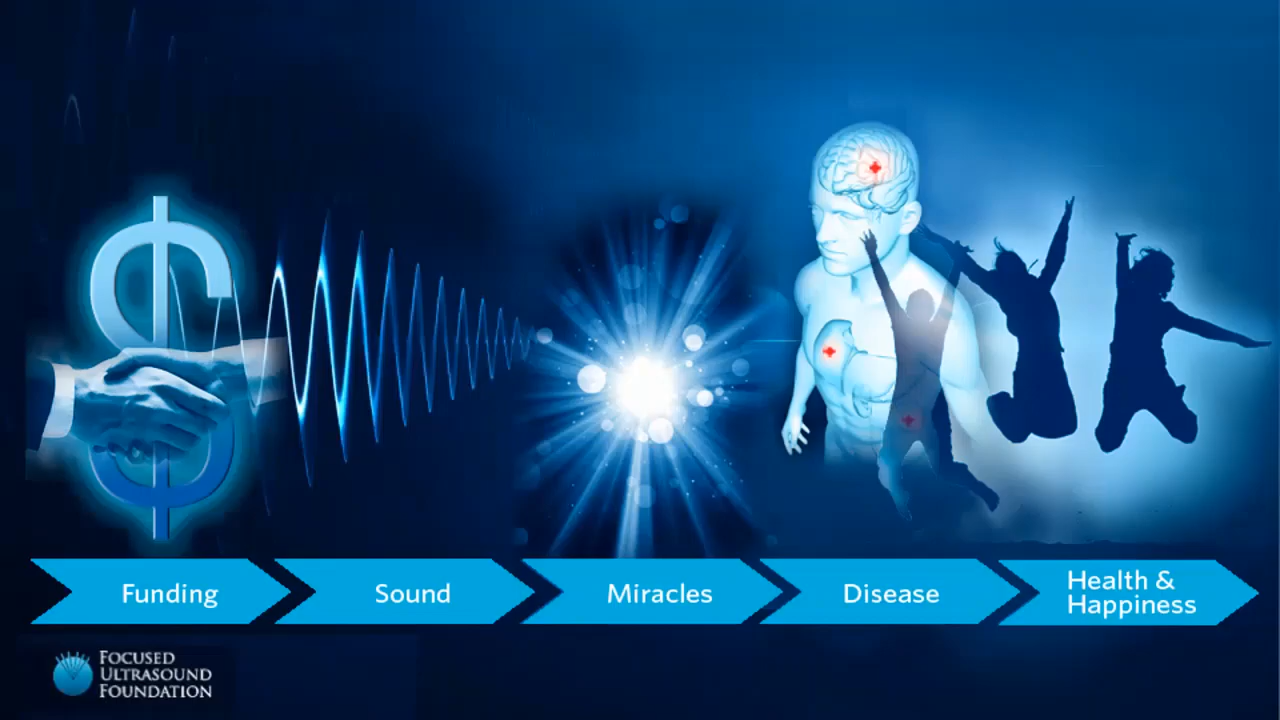 Funding
Sound
Miracles
Disease
Health &
Happiness
FOCUSED
ULTRASOUND
FOUNDATION